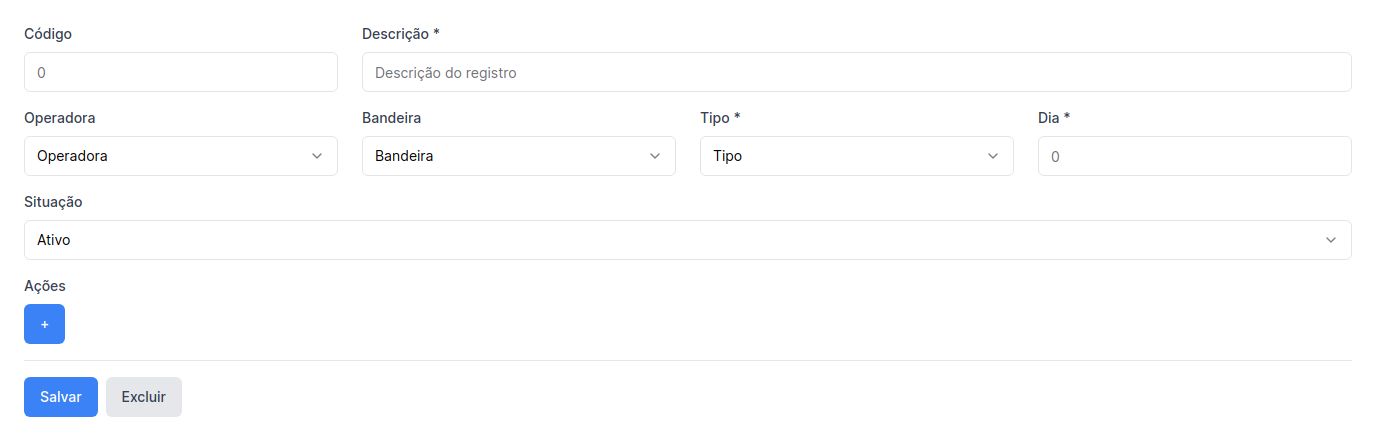 Código Descrição *
0 Descrição do registro
Operadora Bandeira Tipo * Dia *
Operadora Bandeira Tipo 0
Situação
Ativo
Ações
+
Salvar Excluir